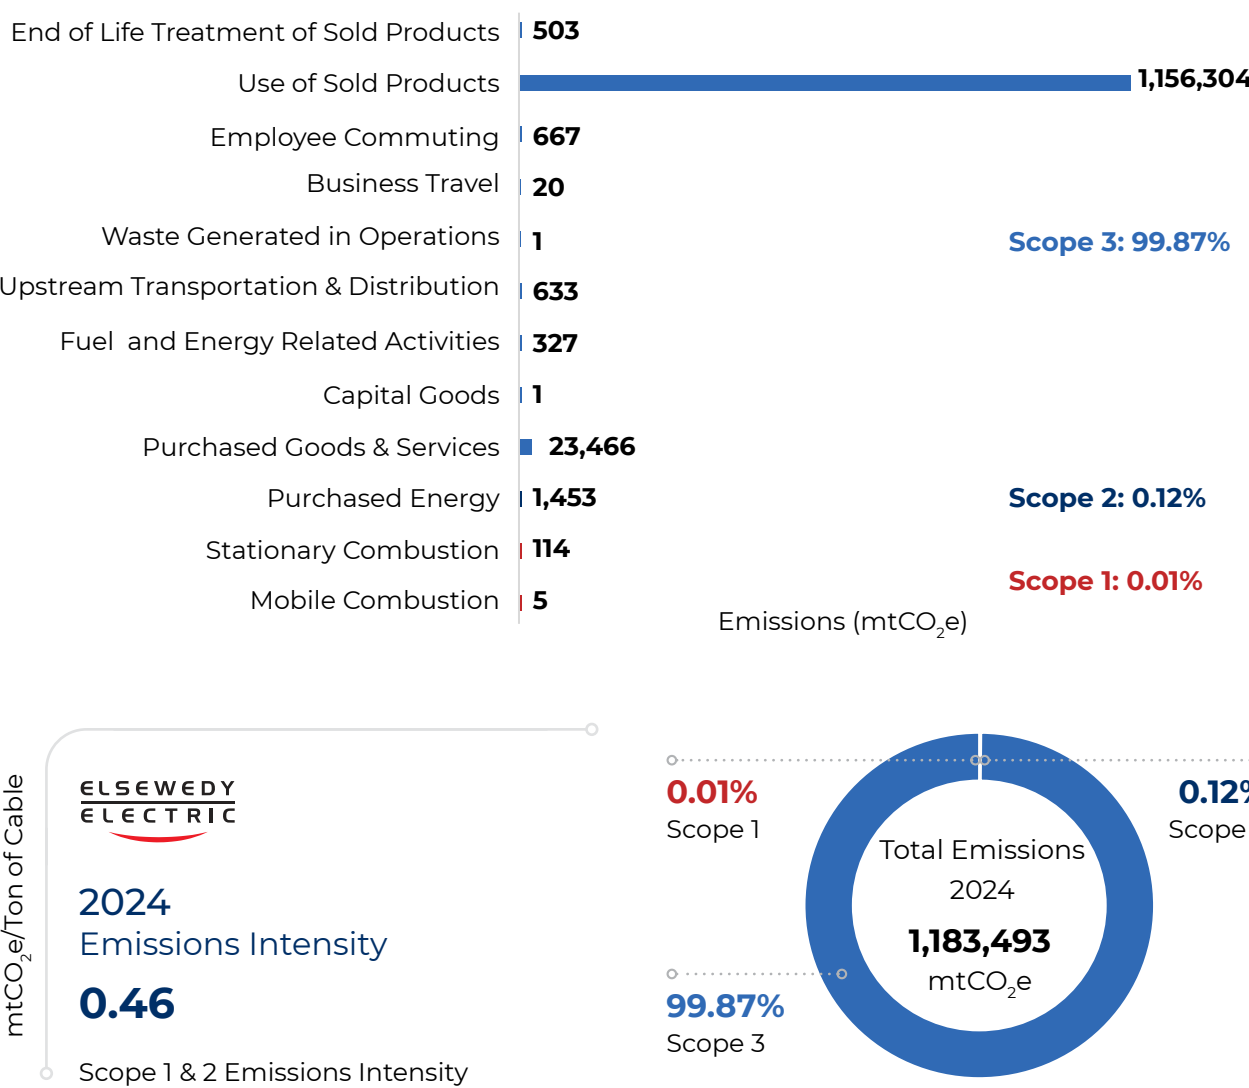 End of Life Treatment of Sold Products 503
Use of Sold Products 1,156,304
Employee Commuting 667
Business Travel 20
Waste Generated in Operations 1
Scope 3: 99.87%
Upstream Transportation & Distribution 633
Fuel and Energy Related Activities 327
Capital Goods 1
Purchased Goods & Services 23,466
Purchased Energy 1,453
Scope 2: 0.12%
Stationary Combustion 114
Scope 1: 0.01%
Mobile Combustion 5
Emissions (mtCO₂e)
mtCO₂e/Ton of Cable
ELSEWEDY
ELECTRIC
2024
Emissions Intensity
0.46
Scope 1 & 2 Emissions Intensity
0.01%
Scope 1
0.12%
Scope
Total Emissions
2024
1,183,493
mtCO₂e
99.87%
Scope 3